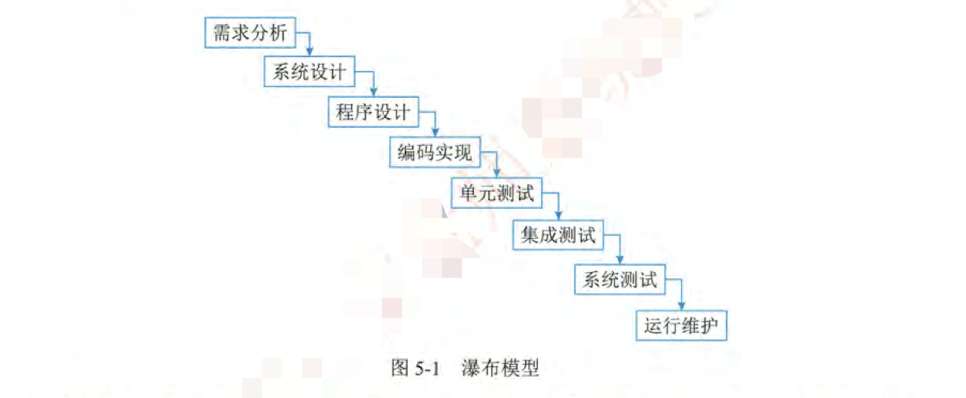 需求分析
系统设计
程序设计
编码实现
单元测试
集成测试
系统测试
运行维护
图 5-1 瀑布模型